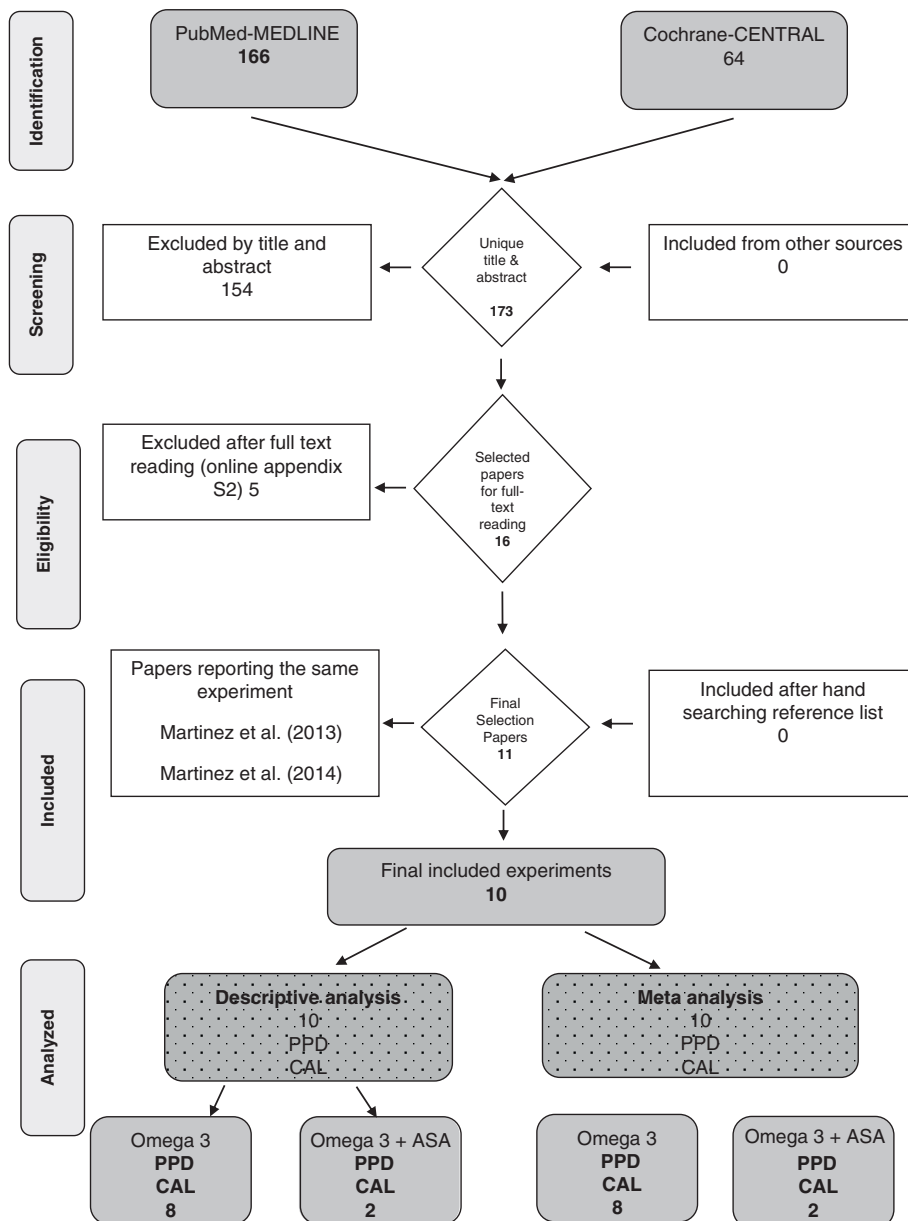 Identification
PubMed-MEDLINE
166
Cochrane-CENTRAL
64
Screening
Excluded by title and
abstract
154
Unique
title &
abstract
173
Included from other sources
0
Eligibility
Excluded after full text
reading (online appendix
S2) 5
Selected
papers
for full-
text
reading
16
Included
Papers reporting the same
experiment
Martinez et al. (2013)
Martinez et al. (2014)
Final
Selection
Papers
11
Included after hand
searching reference list
0
Final included experiments
10
Analyzed
Descriptive analysis
10
PPD
CAL
Meta analysis
10
PPD
CAL
Omega 3
PPD
CAL
8
Omega 3 + ASA
PPD
CAL
2
Omega 3
PPD
CAL
8
Omega 3 + ASA
PPD
CAL
2